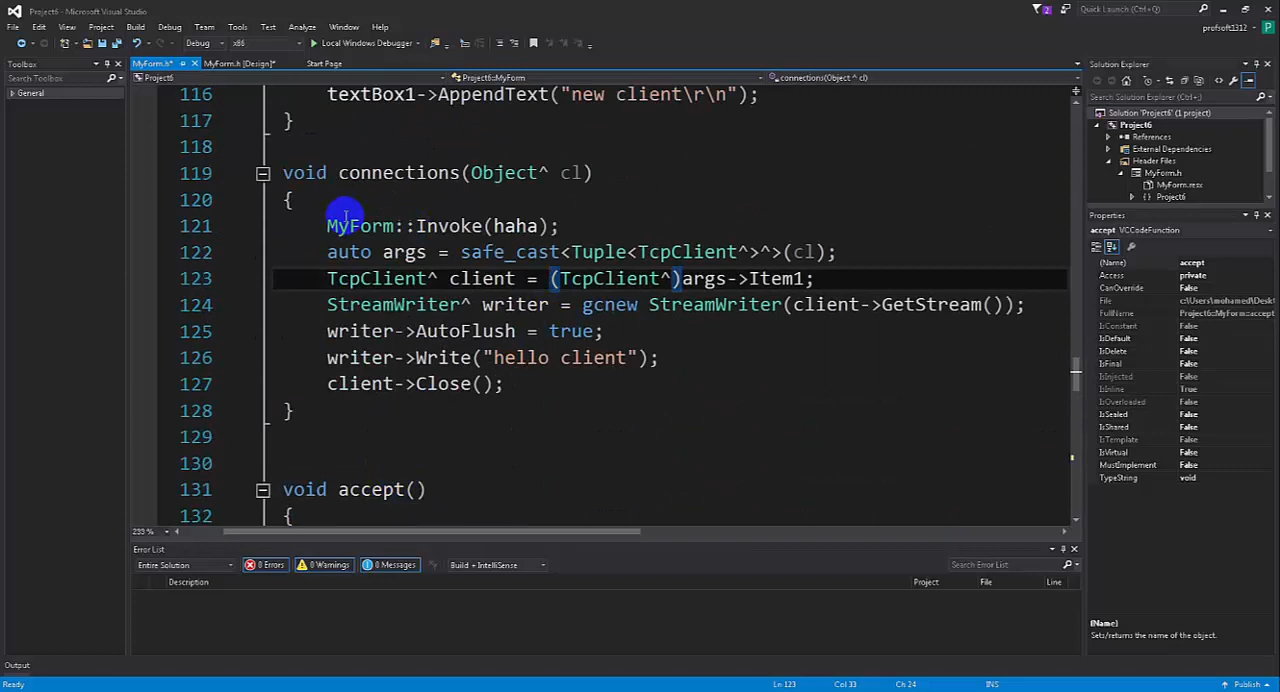 Project6 - Microsoft Visual Studio
2
Quick Launch (Ctrl+;)
File Edit View Project Build Debug Team Tools Test Analyze Window Help
profsoft1312
P
Debug x86 Local Windows Debugger
Toolbox
Search Toolbox
General
MyForm.h* MyForm.h [Design]* Start Page
Project6 Project6::MyForm connections(Object^ cl)
116 textBox1->AppendText("new client\r\n");
117 }
118
119 void connections(Object^ cl)
120 {
121 MyForm::Invoke(haha);
122 auto args = safe_cast<Tuple<TcpClient^>^>(cl);
123 TcpClient^ client = (TcpClient^)args->Item1;
124 StreamWriter^ writer = gcnew StreamWriter(client->GetStream());
125 writer->AutoFlush = true;
126 writer->Write("hello client");
127 client->Close();
128 }
129
130
131 void accept()
132 {
233 %
Solution Explorer
Search Solution Explorer (Ctrl+;)
Solution 'Project6' (1 project)
Project6
References
External Dependencies
Header Files
MyForm.h
MyForm.resx
Project6
Properties
accept VCCodeFunction
(Name) accept
Access private
CanOverride False
File c:\Users\mohamed\Deskt
FullName Project6::MyForm::accept
IsConstant False
IsDefault False
IsDelete False
IsFinal False
IsInjected False
IsInline True
IsOverloaded False
IsSealed False
IsShared False
IsTemplate False
IsVirtual False
MustImplement False
TypeString void
(Name)
Sets/returns the name of the object.
Error List
Entire Solution 0 Errors 0 Warnings 0 Messages Build + IntelliSense Search Error List
Description Project File Line
Output
Ready Ln 123 Col 33 Ch 24 INS Publish